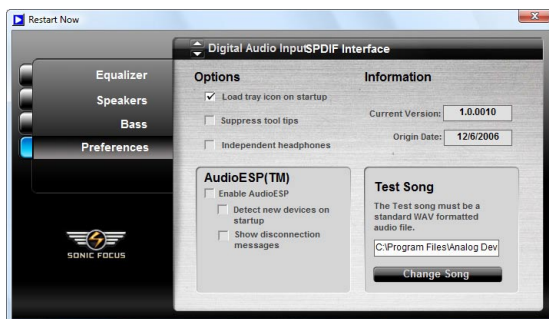 Restart Now
Digital Audio InputSPDIF Interface
Equalizer
Speakers
Bass
Preferences
SONIC FOCUS
Options
Load tray icon on startup
Suppress tool tips
Independent headphones
Information
Current Version: 1.0.0010
Origin Date: 12/6/2006
AudioESP(TM)
Enable AudioESP
Detect new devices on
startup
Show disconnection
messages
Test Song
The Test song must be a
standard WAV formatted
audio file.
C:\Program Files\Analog Dev
Change Song